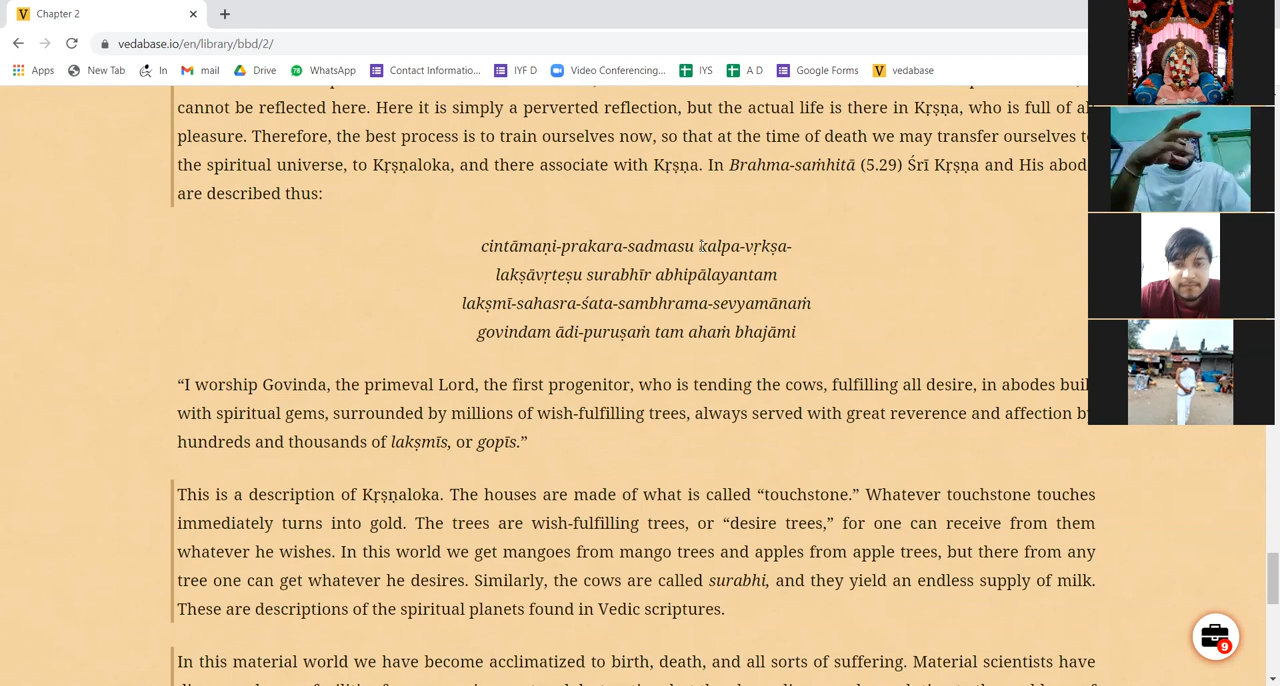 Chapter 2
vedabase.io/en/library/bbd/2/
Apps New Tab In mail Drive WhatsApp Contact Informatio... IYF D Video Conferencing... IYS A D Google Forms vedabase
cannot be reflected here. Here it is simply a perverted reflection, but the actual life is there in Kṛṣṇa, who is full of al
pleasure. Therefore, the best process is to train ourselves now, so that at the time of death we may transfer ourselves t
the spiritual universe, to Kṛṣṇaloka, and there associate with Kṛṣṇa. In Brahma-saṁhitā (5.29) Śrī Kṛṣṇa and His abod
are described thus:
cintāmaṇi-prakara-sadmasu kalpa-vṛkṣa-
lakṣāvṛteṣu surabhīr abhipālayantam
lakṣmī-sahasra-śata-sambhrama-sevyamānaṁ
govindam ādi-puruṣaṁ tam ahaṁ bhajāmi
“I worship Govinda, the primeval Lord, the first progenitor, who is tending the cows, fulfilling all desire, in abodes buil
with spiritual gems, surrounded by millions of wish-fulfilling trees, always served with great reverence and affection b
hundreds and thousands of lakṣmīs, or gopīs.”
This is a description of Kṛṣṇaloka. The houses are made of what is called “touchstone.” Whatever touchstone touches
immediately turns into gold. The trees are wish-fulfilling trees, or “desire trees,” for one can receive from them
whatever he wishes. In this world we get mangoes from mango trees and apples from apple trees, but there from any
tree one can get whatever he desires. Similarly, the cows are called surabhi, and they yield an endless supply of milk.
These are descriptions of the spiritual planets found in Vedic scriptures.
9
In this material world we have become acclimatized to birth, death, and all sorts of suffering. Material scientists have